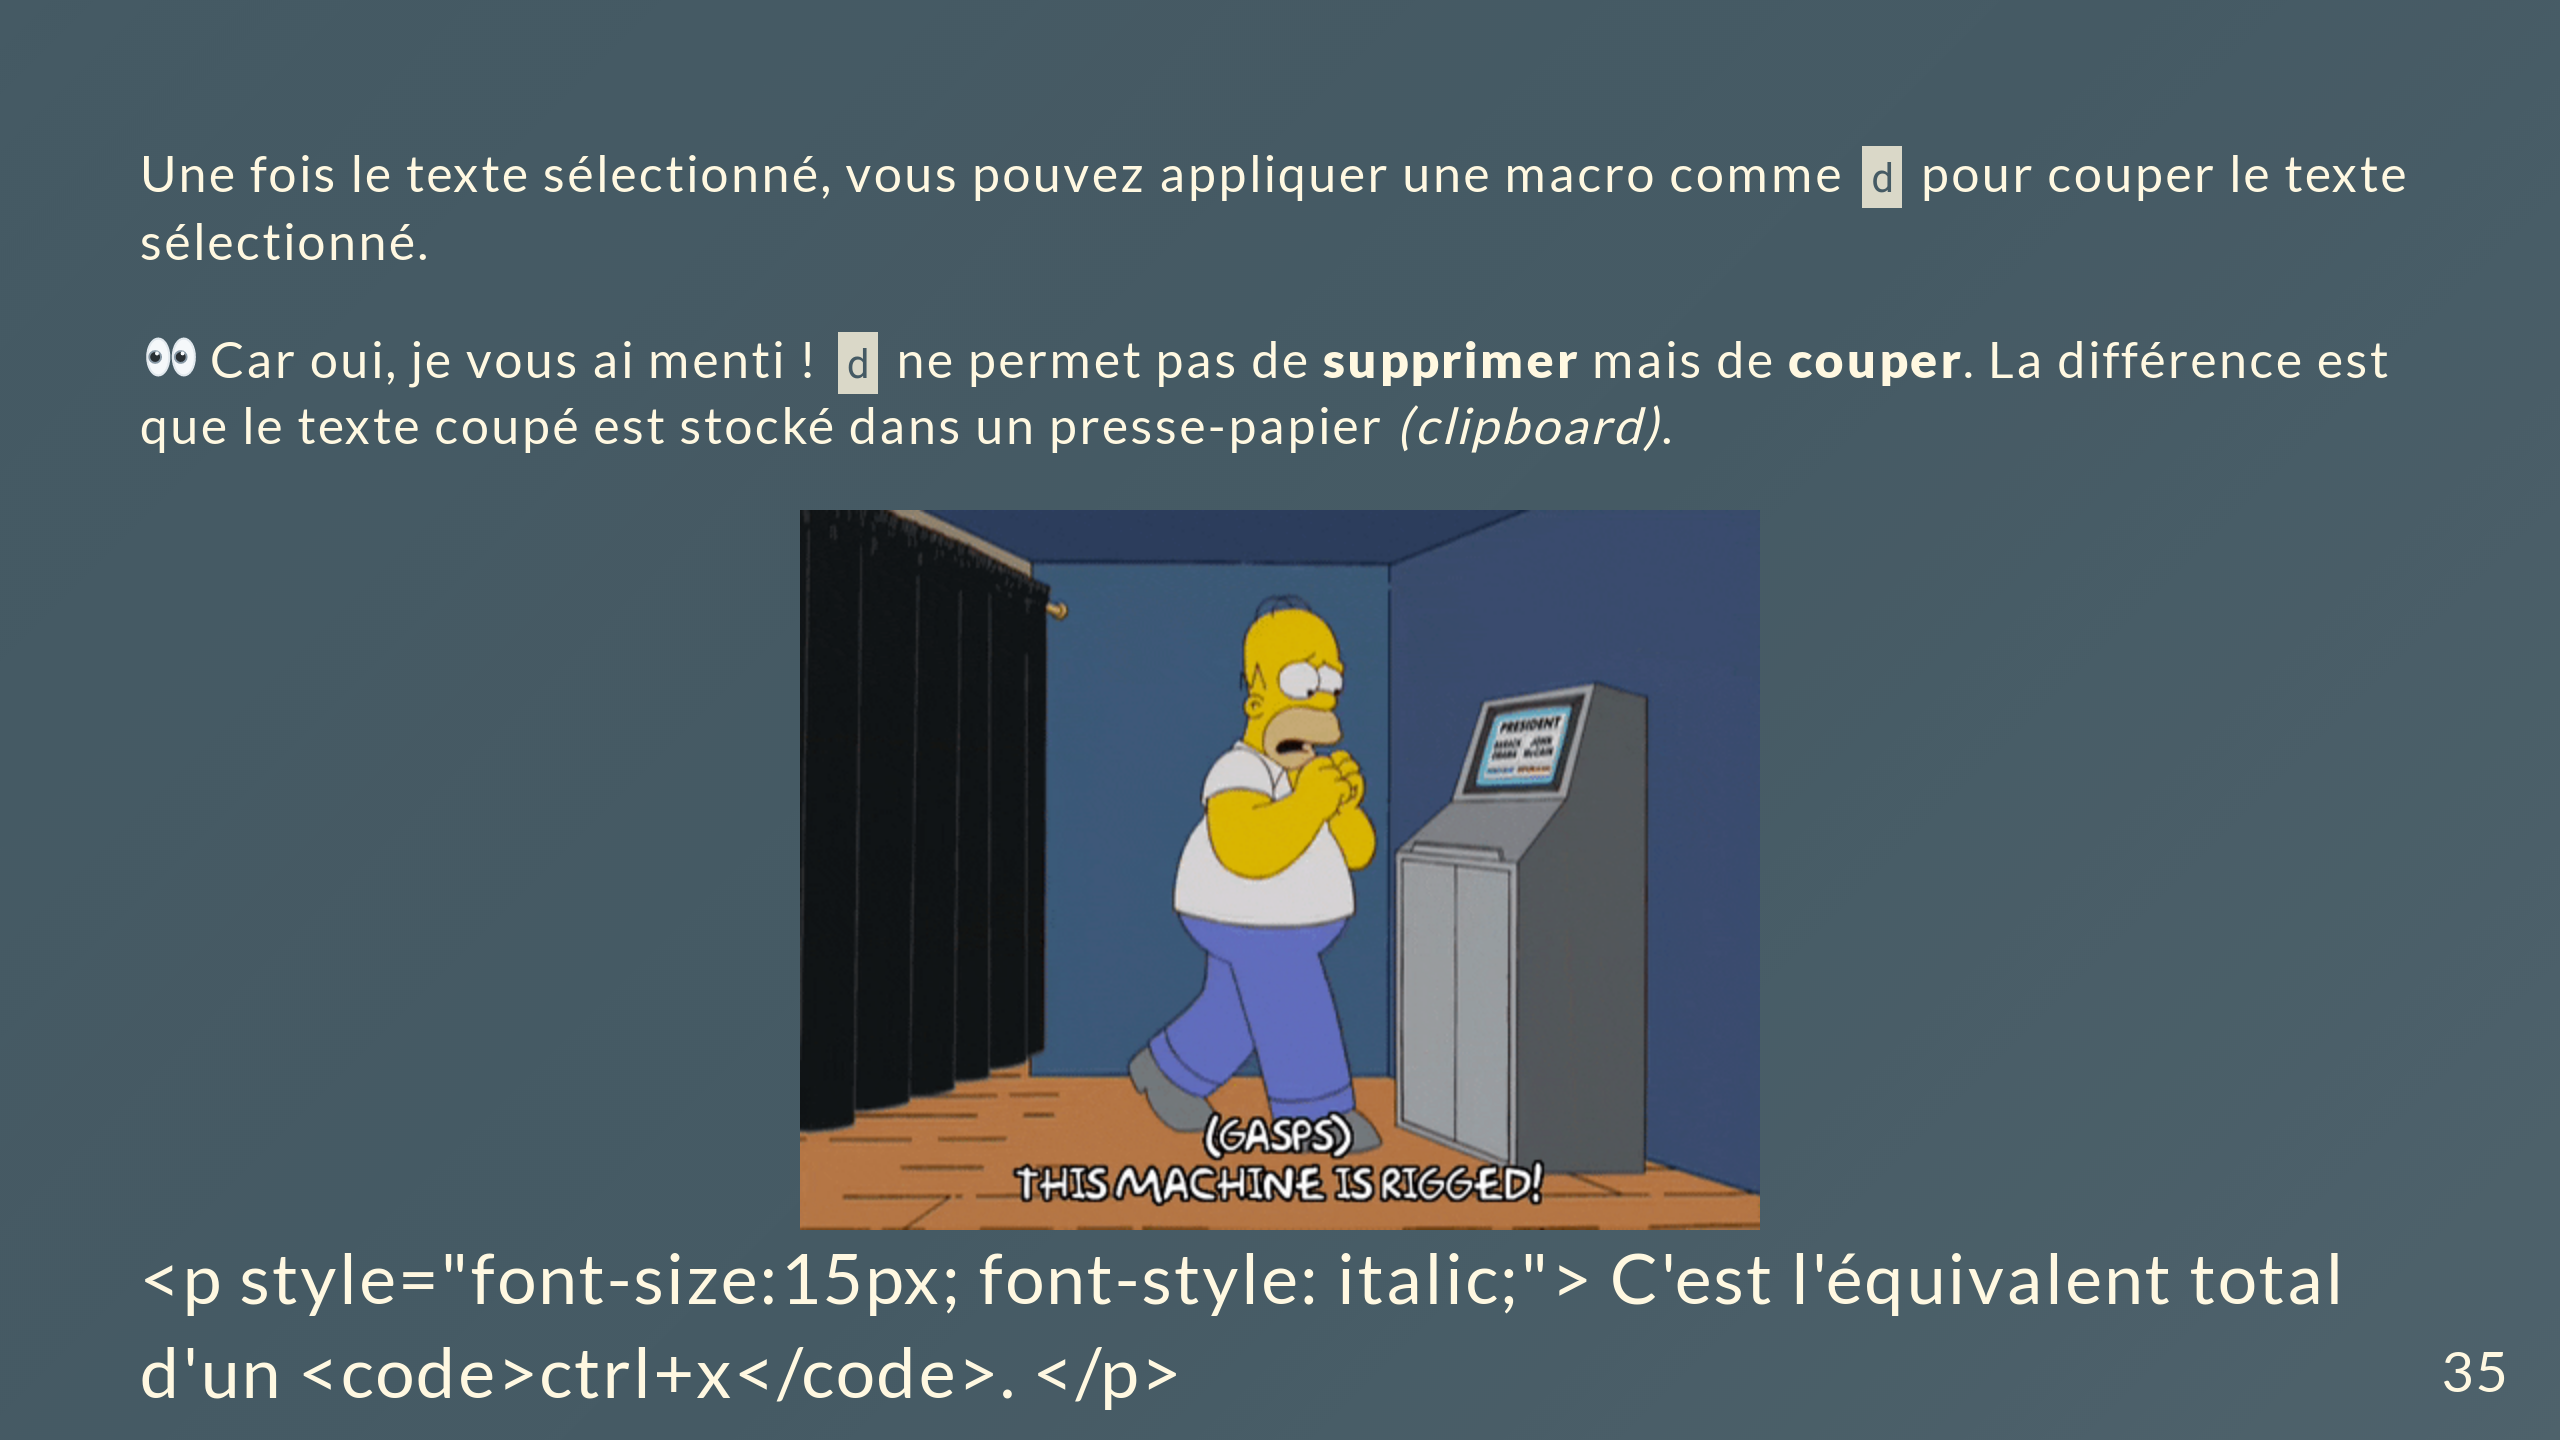 Une fois le texte sélectionné, vous pouvez appliquer une macro comme d pour couper le texte
sélectionné.
👀 Car oui, je vous ai menti ! d ne permet pas de supprimer mais de couper. La différence est
que le texte coupé est stocké dans un presse-papier (clipboard).
PRESIDENT
JOHN
McCAIN
(GASPS)
THIS MACHINE IS RIGGED!
<p style="font-size:15px; font-style: italic;"> C'est l'équivalent total
d'un <code>ctrl+x</code>. </p>
35